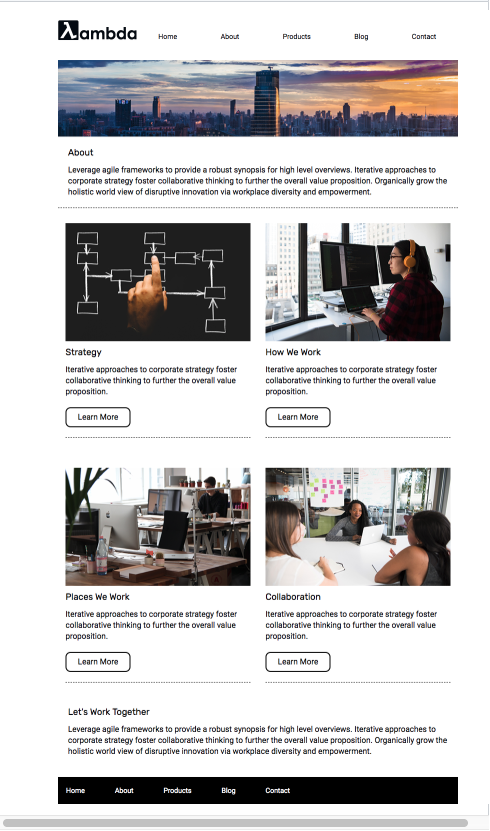 λambda
Home About Products Blog Contact
About
Leverage agile frameworks to provide a robust synopsis for high level overviews. Iterative approaches to
corporate strategy foster collaborative thinking to further the overall value proposition. Organically grow the
holistic world view of disruptive innovation via workplace diversity and empowerment.
Strategy
Iterative approaches to corporate strategy foster
collaborative thinking to further the overall value
proposition.
Learn More
How We Work
Iterative approaches to corporate strategy foster
collaborative thinking to further the overall value
proposition.
Learn More
Places We Work
Iterative approaches to corporate strategy foster
collaborative thinking to further the overall value
proposition.
Learn More
Collaboration
Iterative approaches to corporate strategy foster
collaborative thinking to further the overall value
proposition.
Learn More
Let's Work Together
Leverage agile frameworks to provide a robust synopsis for high level overviews. Iterative approaches to
corporate strategy foster collaborative thinking to further the overall value proposition. Organically grow the
holistic world view of disruptive innovation via workplace diversity and empowerment.
Home About Products Blog Contact